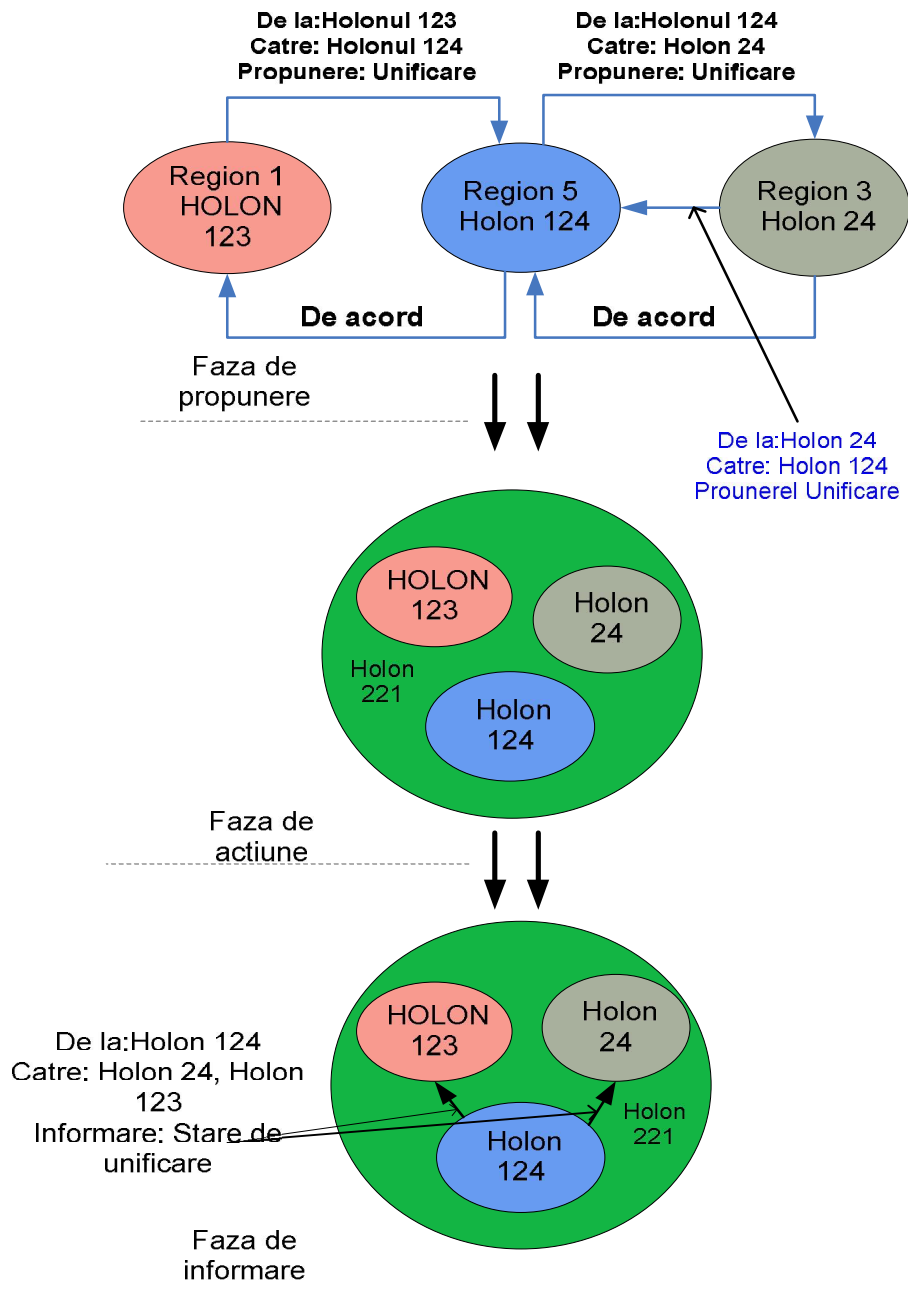 De la:Holonul 123
Catre: Holonul 124
Propunere: Unificare
De la:Holonul 124
Catre: Holon 24
Propunere: Unificare
Region 1
HOLON
123
Region 5
Holon 124
Region 3
Holon 24
De acord
De acord
Faza de
propunere
De la:Holon 24
Catre: Holon 124
Prounerel Unificare
HOLON
123
Holon
24
Holon
221
Holon
124
Faza de
actiune
HOLON
123
Holon
24
De la:Holon 124
Catre: Holon 24, Holon
123
Informare: Stare de
unificare
Holon
221
Holon
124
Faza de
informare